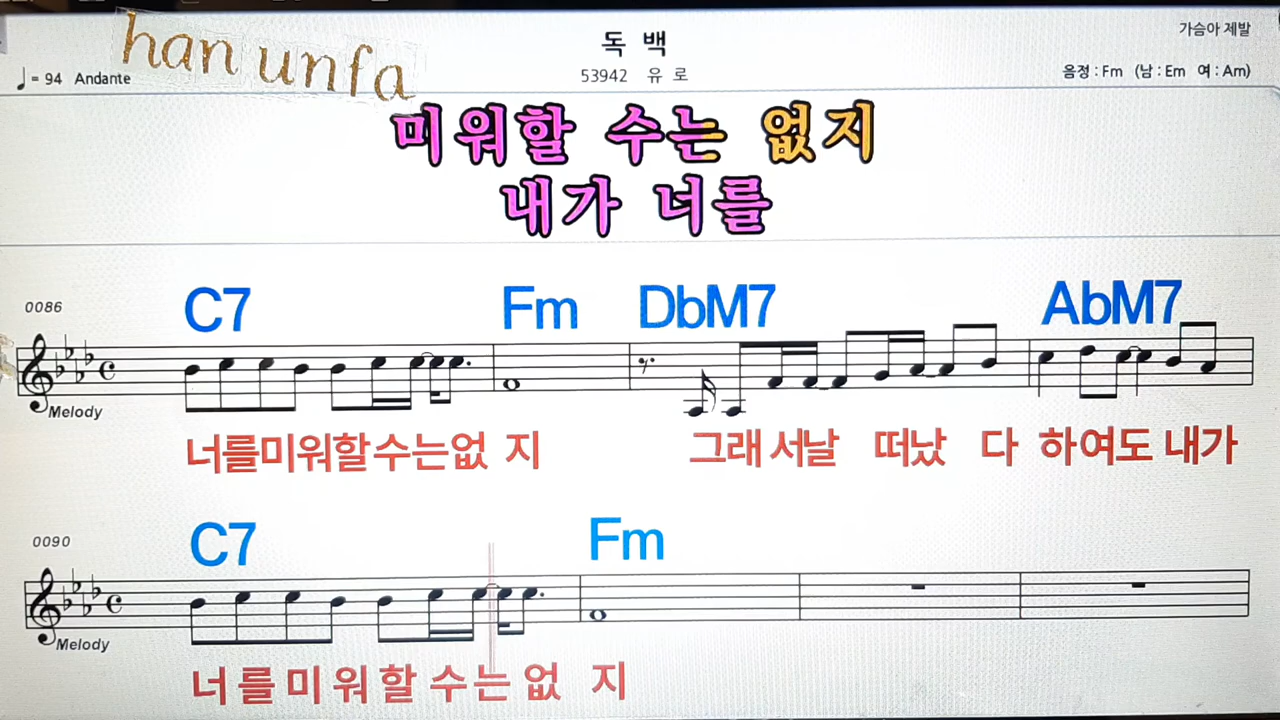 han unfa
독 백
가슴아 제발
♩= 94 Andante
53942 유 로
음정 : Fm (남 : Em 여 : Am)
미워할 수는 없지
내가 너를
0086
C7 Fm DbM7 AbM7
Melody
너를미워할수는없 지 그래 서날 떠났 다 하여도 내가
0090
C7 Fm
Melody
너 를 미 워 할 수 는 없 지